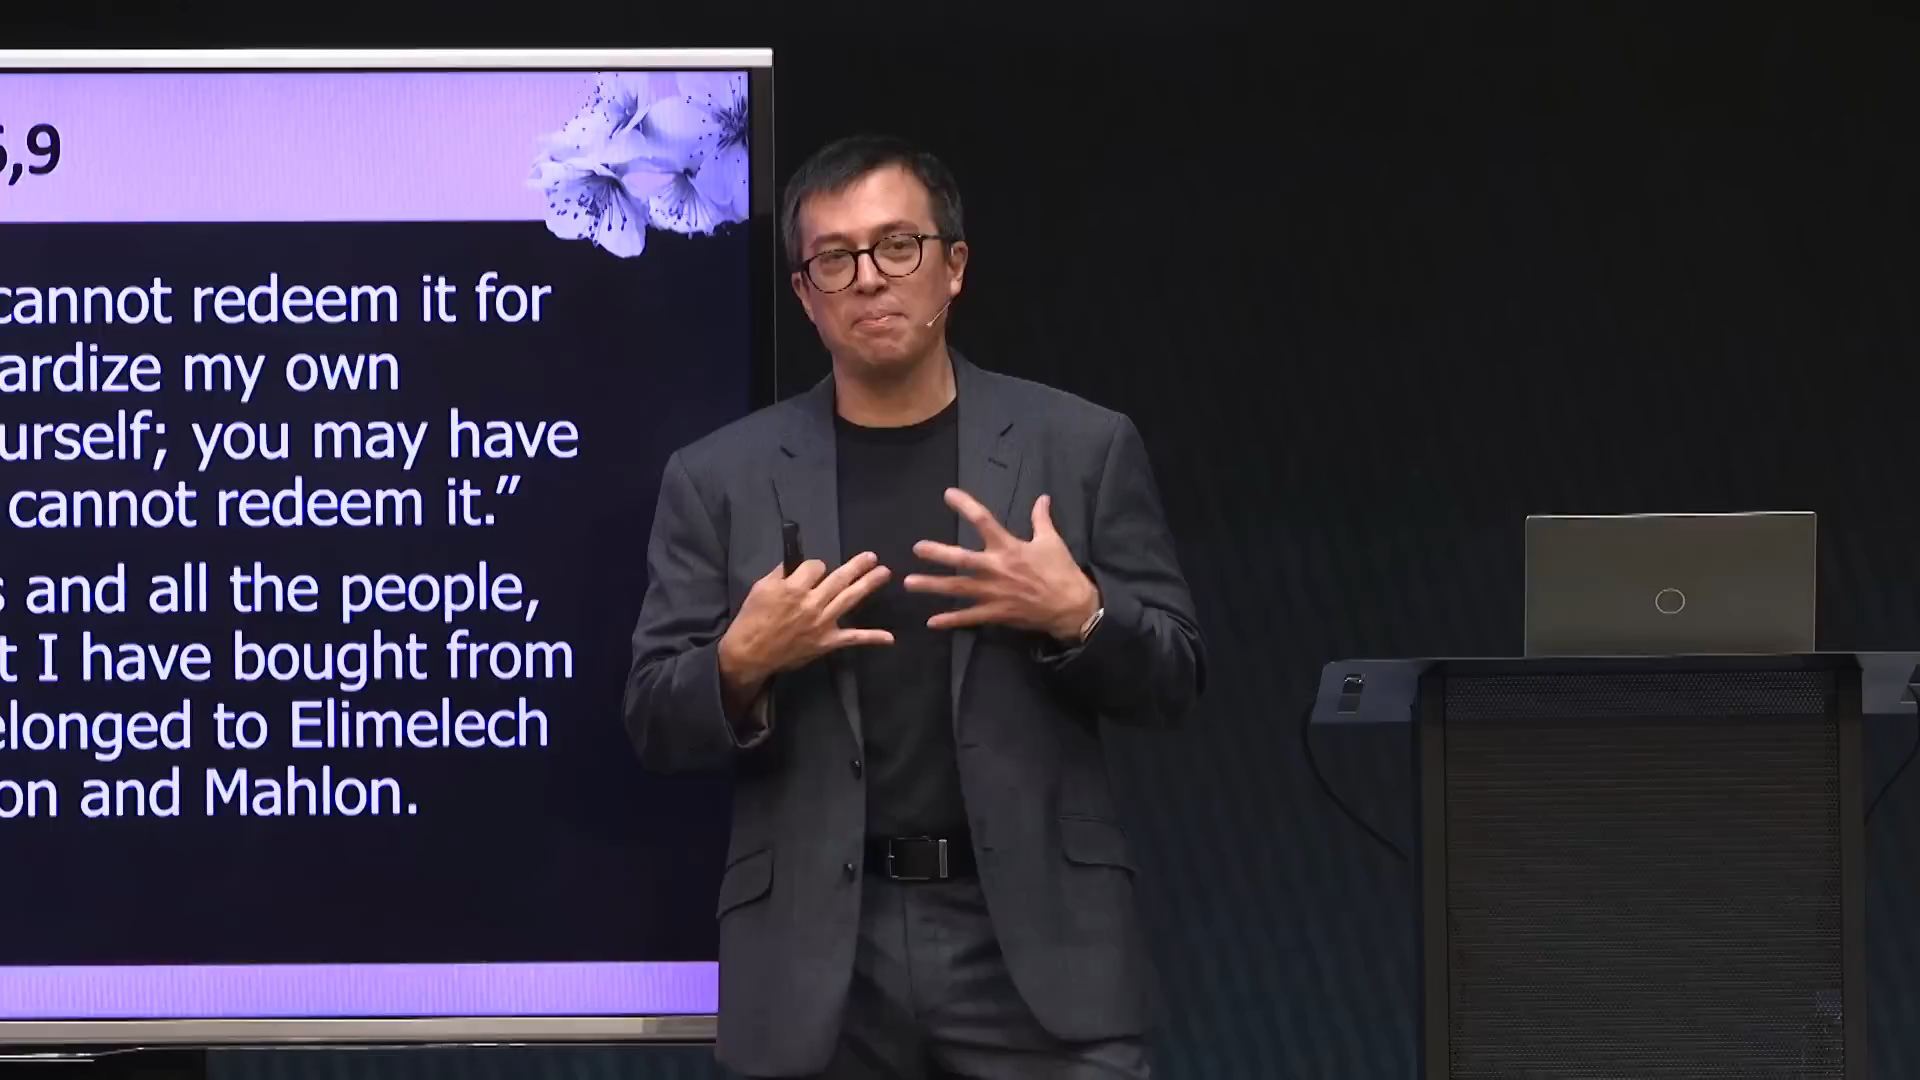 ,9
cannot redeem it for
ardize my own
urself; you may have
cannot redeem it.”
s and all the people,
t I have bought from
elonged to Elimelech
on and Mahlon.